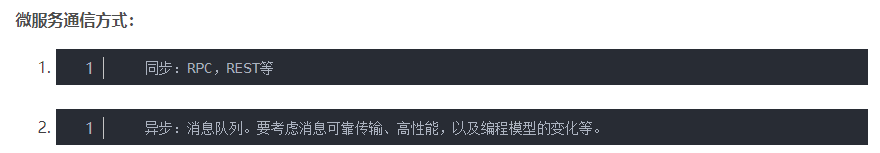 微服务通信方式：
1. 1 同步：RPC，REST等
2. 1 异步：消息队列。要考虑消息可靠传输、高性能，以及编程模型的变化等。